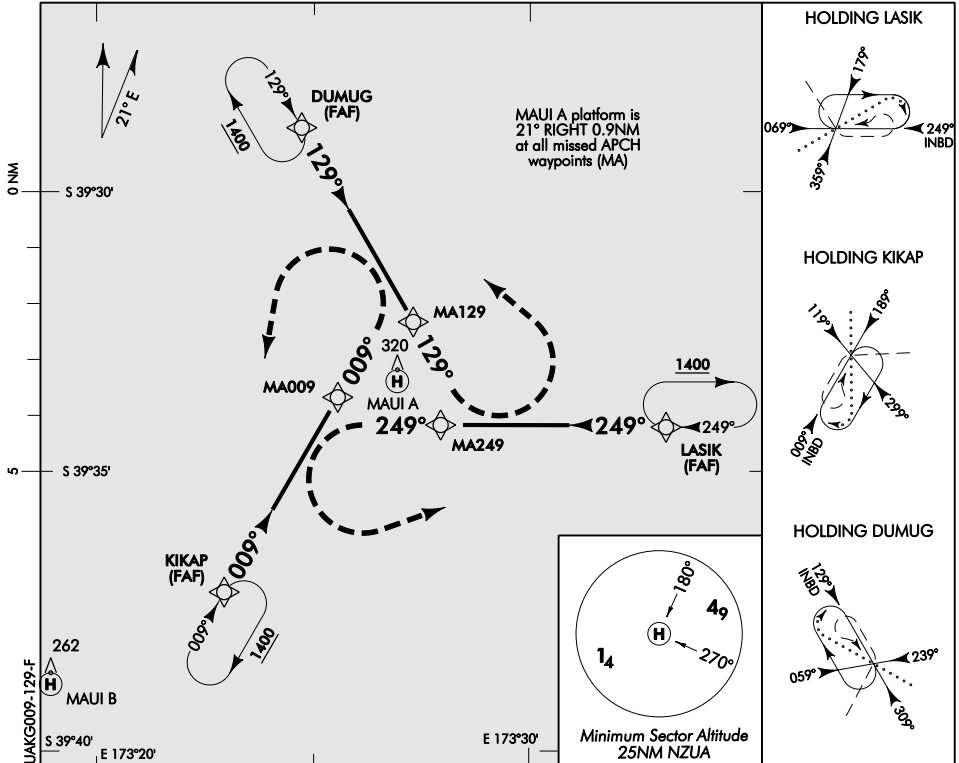 21° E
129°
1400
DUMUG
(FAF)
129°
MAUI A platform is
21° RIGHT 0.9NM
at all missed APCH
waypoints (MA)
0 NM
S 39°30'
MA129
129°
009°
320
H
MAUI A
MA009
1400
249°
249°
249°
MA249
LASIK
(FAF)
5
S 39°35'
KIKAP
(FAF)
009°
009°
1400
262
H
MAUI B
UAKG009-129-F
S 39°40'
E 173°20'
E 173°30'
180°
49
H
14
270°
Minimum Sector Altitude
25NM NZUA
HOLDING LASIK
179°
069°
249°
INBD
359°
HOLDING KIKAP
119°
189°
299°
009°
INBD
HOLDING DUMUG
129°
INBD
239°
059°
309°